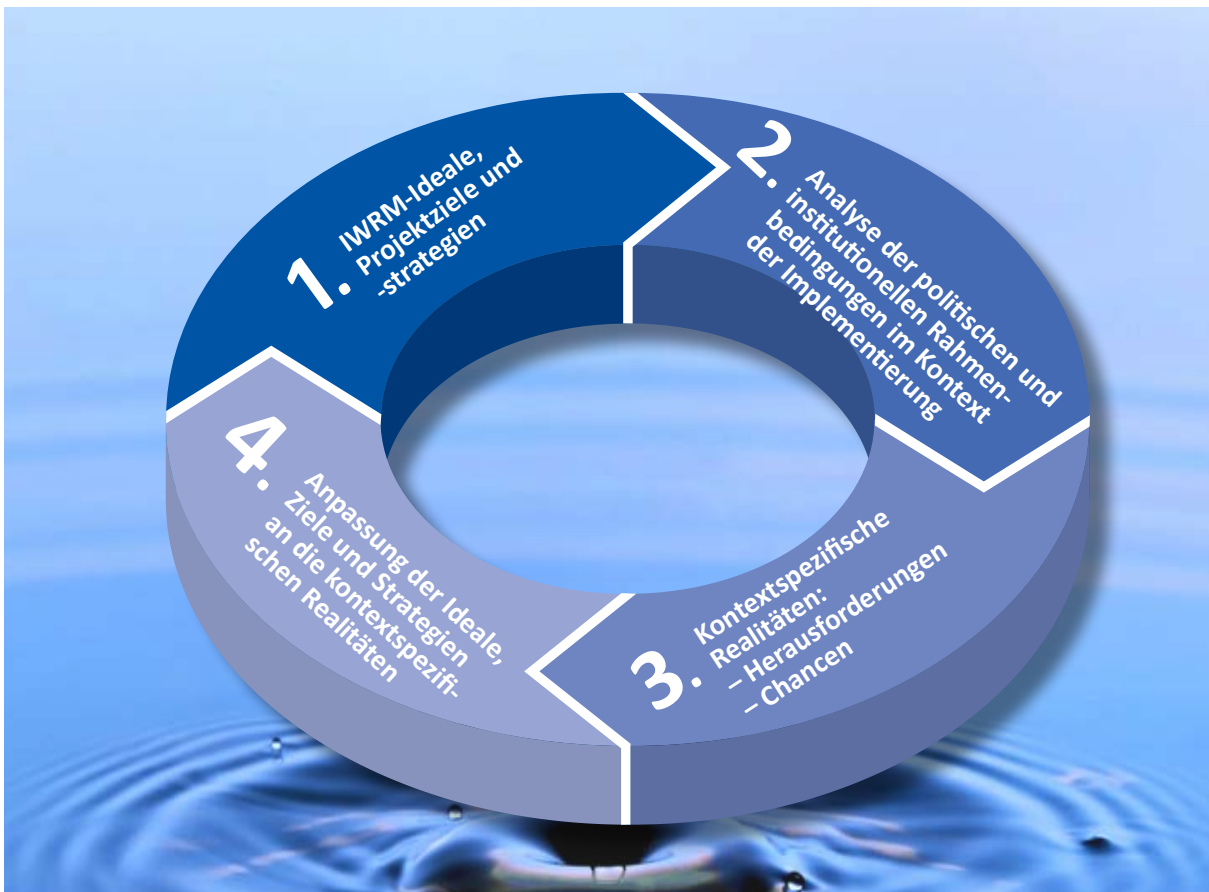 1. IWRM-Ideale,
Projektziele und
-strategien
2. Analyse der politischen und
institutionellen Rahmen-
bedingungen im Kontext
der Implementierung
3. Kontextspezifische
Realitäten:
– Herausforderungen
– Chancen
4. Anpassung der Ideale,
Ziele und Strategien
an die kontextspezifi-
schen Realitäten